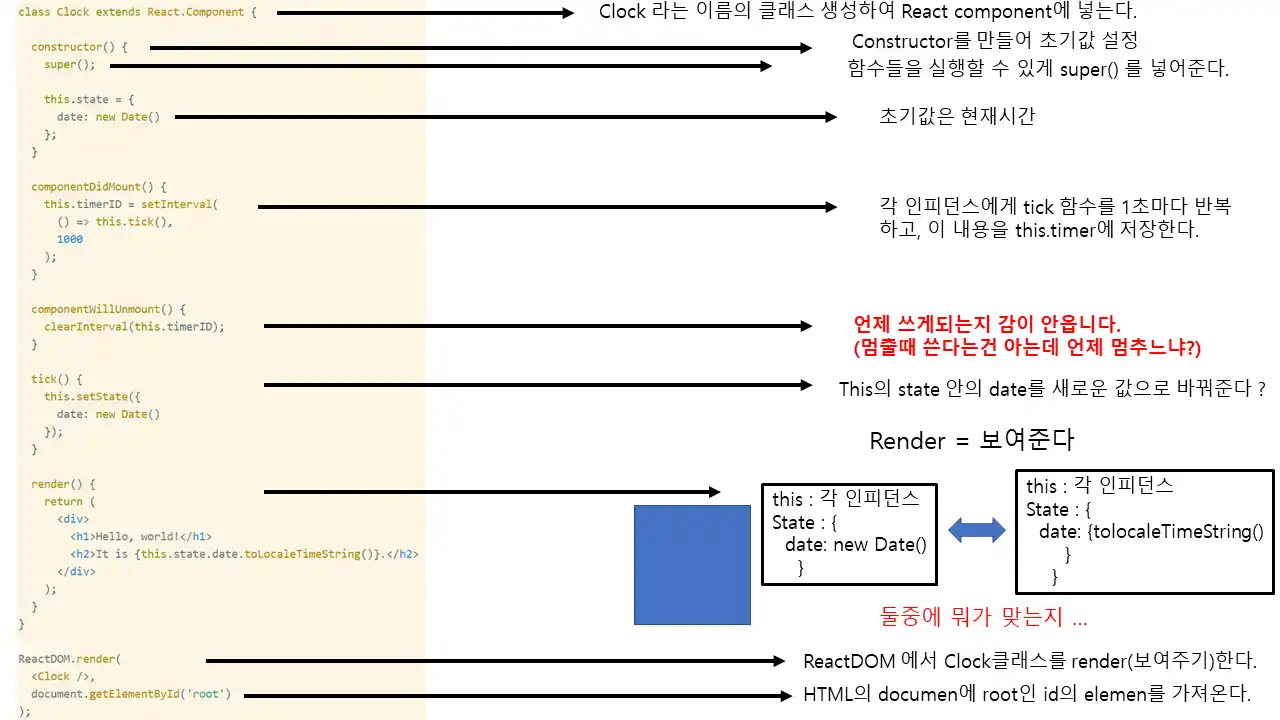 class Clock extends React.Component {
Clock 라는 이름의 클래스 생성하여 React component에 넣는다.
constructor() {
Constructor를 만들어 초기값 설정
super();
함수들을 실행할 수 있게 super() 를 넣어준다.
this.state = {
date: new Date()
초기값은 현재시간
};
}
componentDidMount() {
this.timerID = setInterval(
각 인피던스에게 tick 함수를 1초마다 반복
() => this.tick(),
하고, 이 내용을 this.timer에 저장한다.
1000
);
}
componentWillUnmount() {
clearInterval(this.timerID);
언제 쓰게되는지 감이 안옵니다.
}
(멈출때 쓴다는건 아는데 언제 멈추느냐?)
tick() {
this.setState({
This의 state 안의 date를 새로운 값으로 바꿔준다 ?
date: new Date()
});
}
Render = 보여준다
render() {
return (
<div>
<h1>Hello, world!</h1>
<h2>It is {this.state.date.toLocaleTimeString()}.</h2>
</div>
);
}
}
this : 각 인피던스
State : {
date: new Date()
}
this : 각 인피던스
State : {
date: {tolocaleTimeString()
}
}
둘중에 뭐가 맞는지 ...
ReactDOM.render(
ReactDOM 에서 Clock클래스를 render(보여주기)한다.
<Clock />,
document.getElementById('root')
HTML의 documen에 root인 id의 elemen를 가져온다.
);